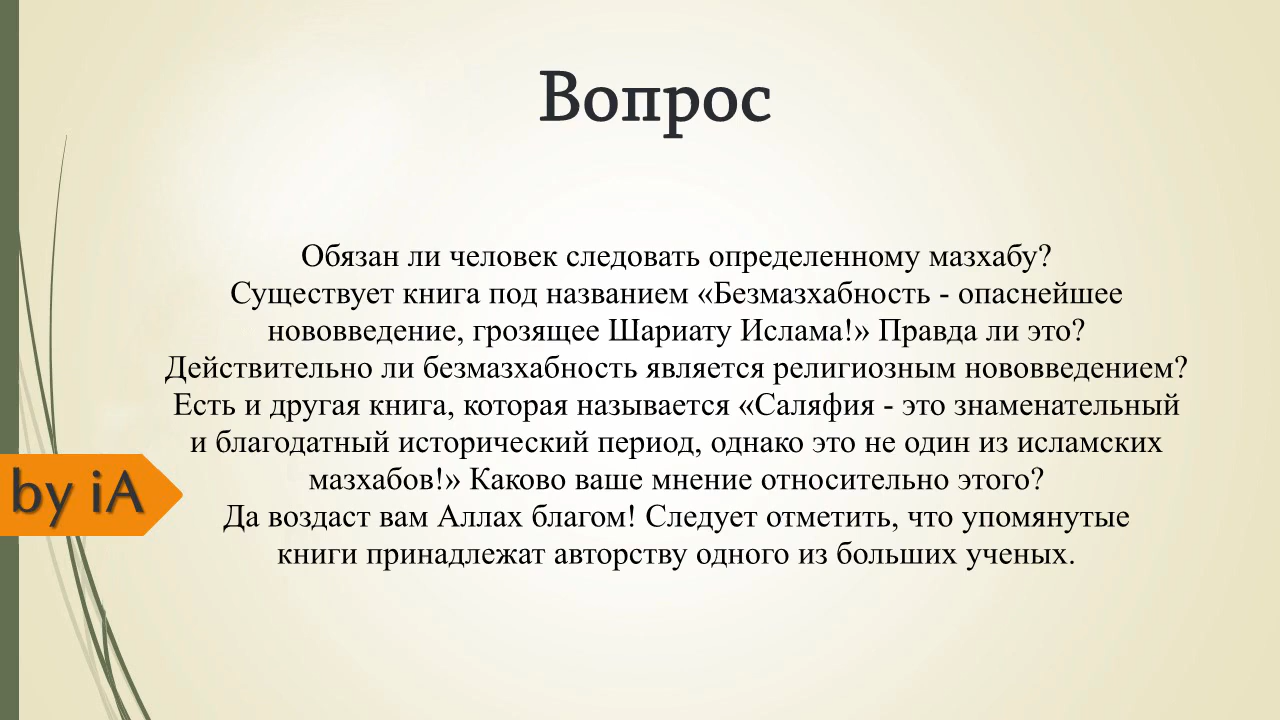 Вопрос
Обязан ли человек следовать определенному мазхабу?
Существует книга под названием «Безмазхабность - опаснейшее
нововведение, грозящее Шариату Ислама!» Правда ли это?
Действительно ли безмазхабность является религиозным нововведением?
Есть и другая книга, которая называется «Саляфия - это знаменательный
и благодатный исторический период, однако это не один из исламских
мазхабов!» Каково ваше мнение относительно этого?
Да воздаст вам Аллах благом! Следует отметить, что упомянутые
книги принадлежат авторству одного из больших ученых.
by iA